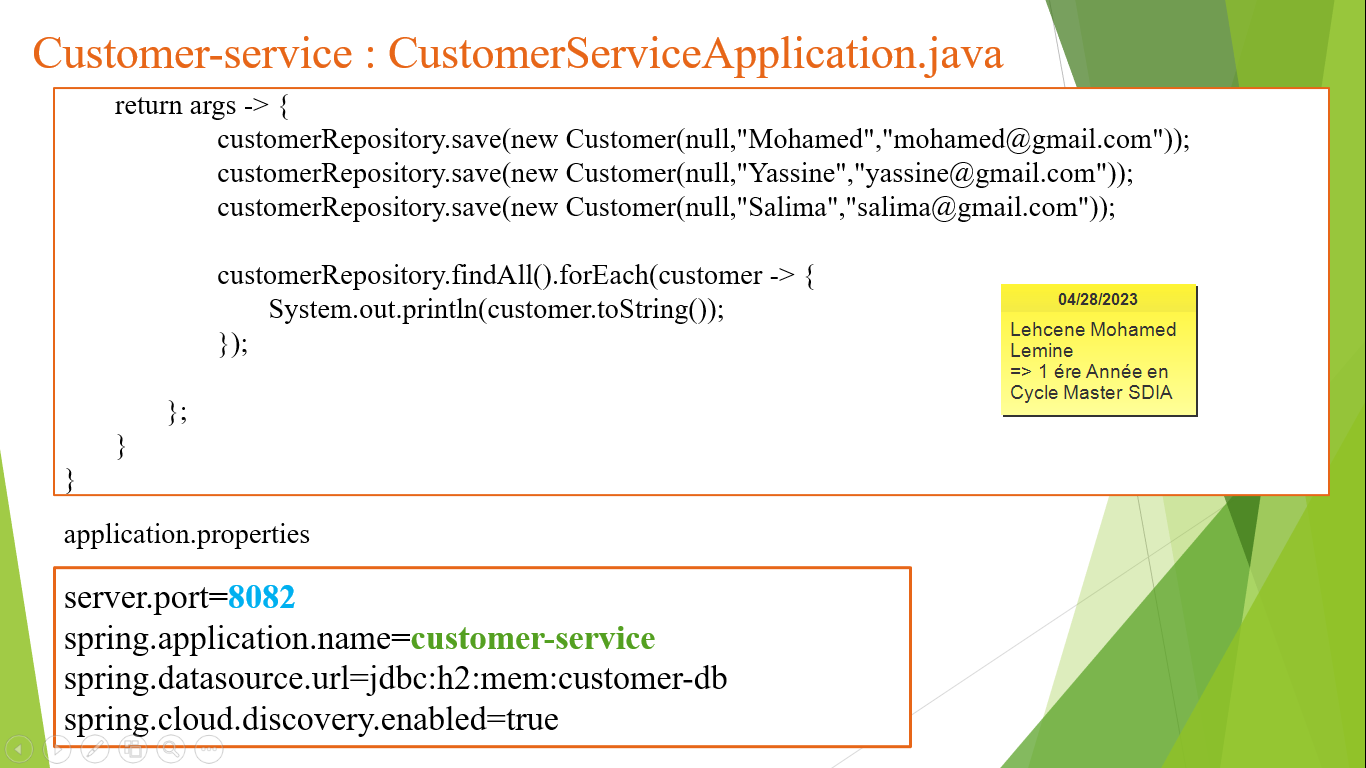 Customer-service : CustomerServiceApplication.java
return args -> {
customerRepository.save(new Customer(null,"Mohamed","mohamed@gmail.com"));
customerRepository.save(new Customer(null,"Yassine","yassine@gmail.com"));
customerRepository.save(new Customer(null,"Salima","salima@gmail.com"));
customerRepository.findAll().forEach(customer -> {
System.out.println(customer.toString());
});
};
}
}
04/28/2023
Lehcene Mohamed
Lemine
=> 1 ére Année en
Cycle Master SDIA
application.properties
server.port=8082
spring.application.name=customer-service
spring.datasource.url=jdbc:h2:mem:customer-db
spring.cloud.discovery.enabled=true